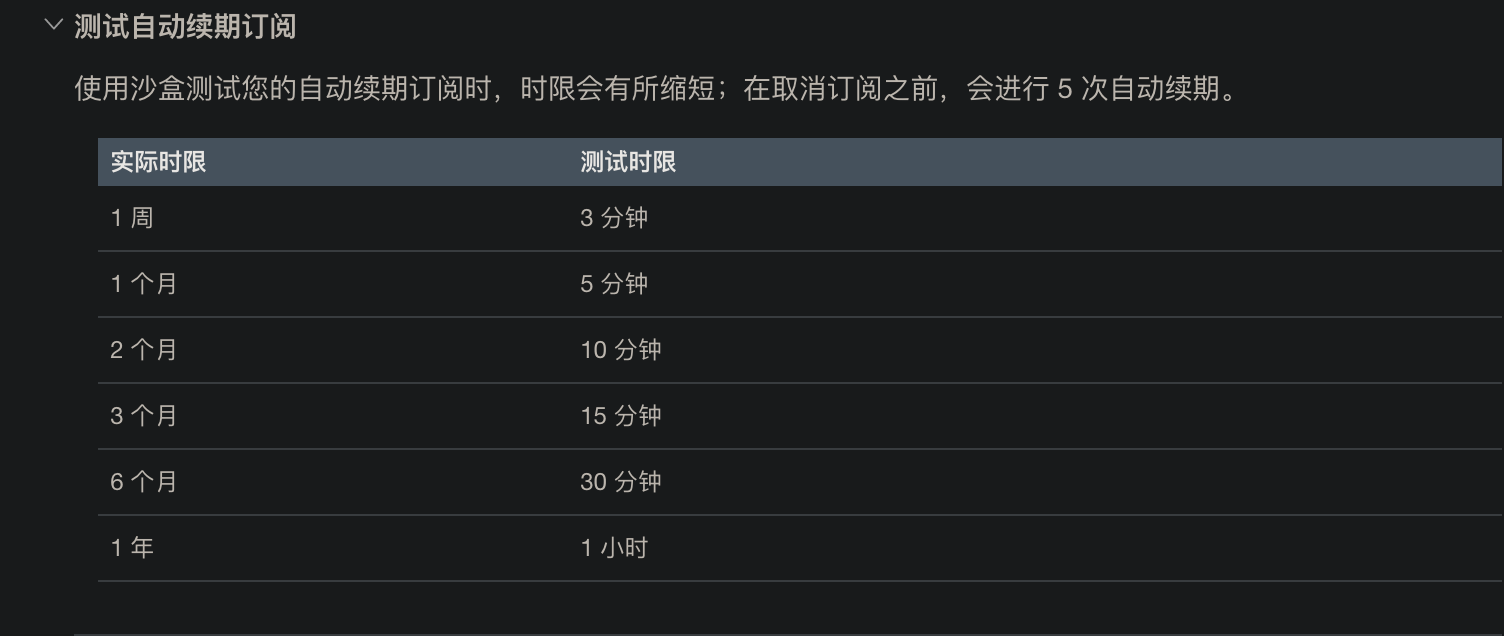 测试自动续期订阅
使用沙盒测试您的自动续期订阅时，时限会有所缩短；在取消订阅之前，会进行 5 次自动续期。
实际时限 测试时限
1 周 3 分钟
1 个月 5 分钟
2 个月 10 分钟
3 个月 15 分钟
6 个月 30 分钟
1 年 1 小时